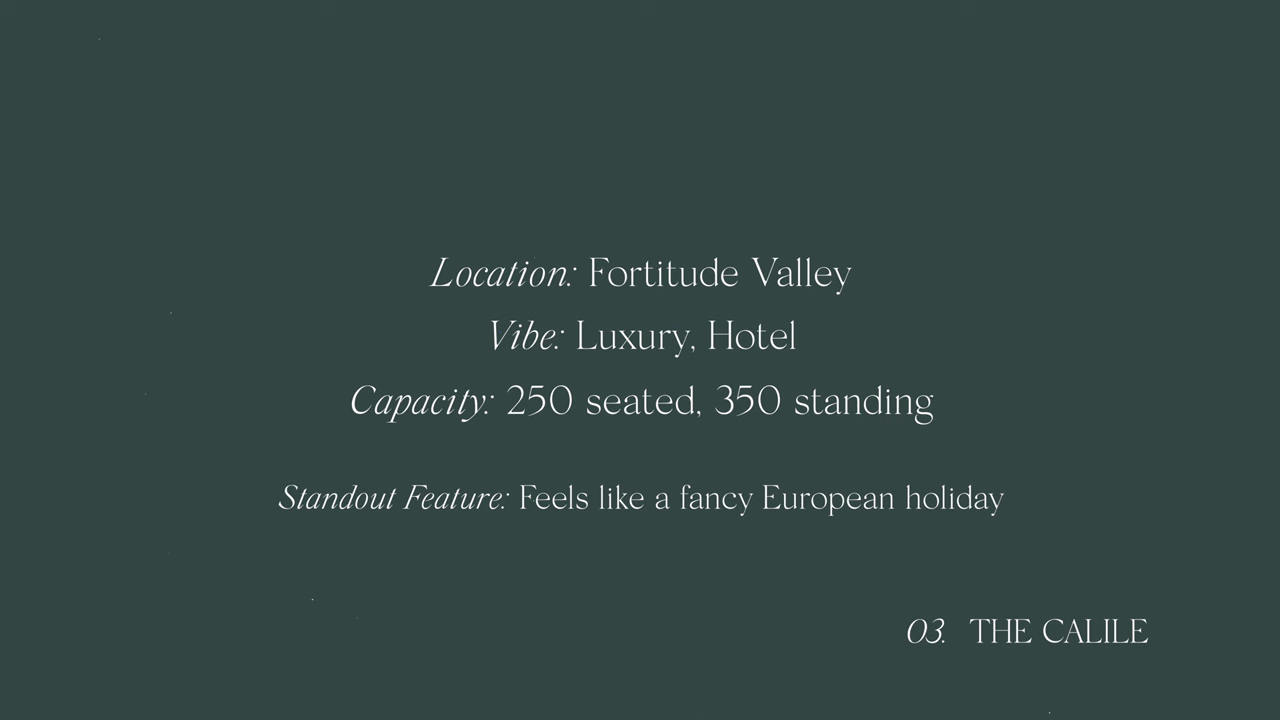 Location: Fortitude Valley
Vibe: Luxury, Hotel
Capacity: 250 seated, 350 standing
Standout Feature: Feels like a fancy European holiday
03. THE CALILE